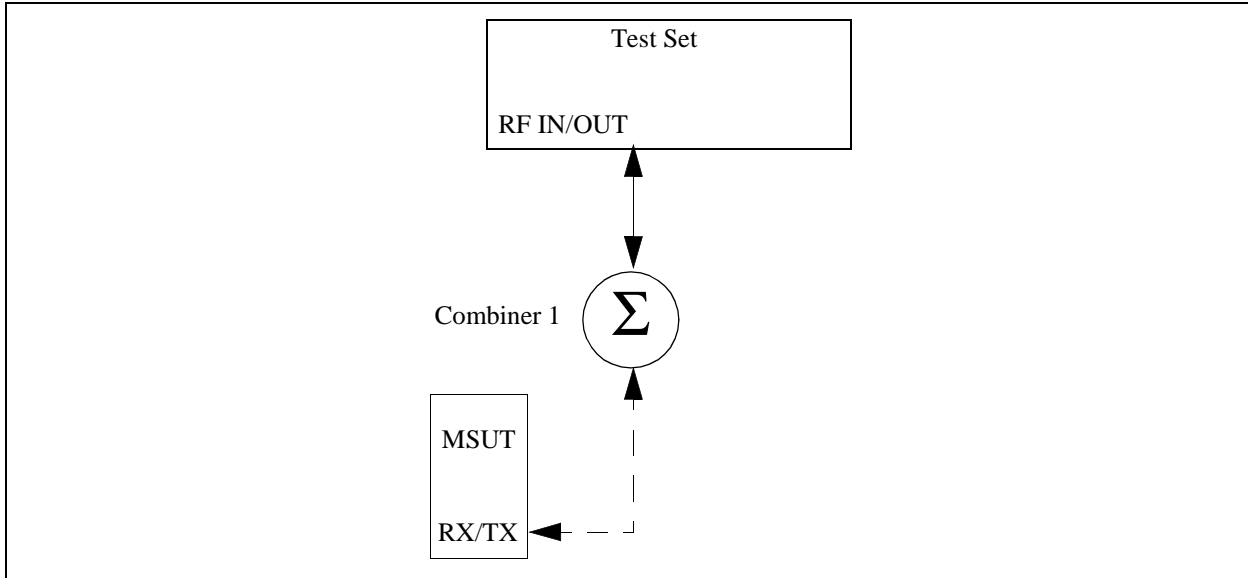 Test Set
RF IN/OUT
Combiner 1
Σ
MSUT
RX/TX